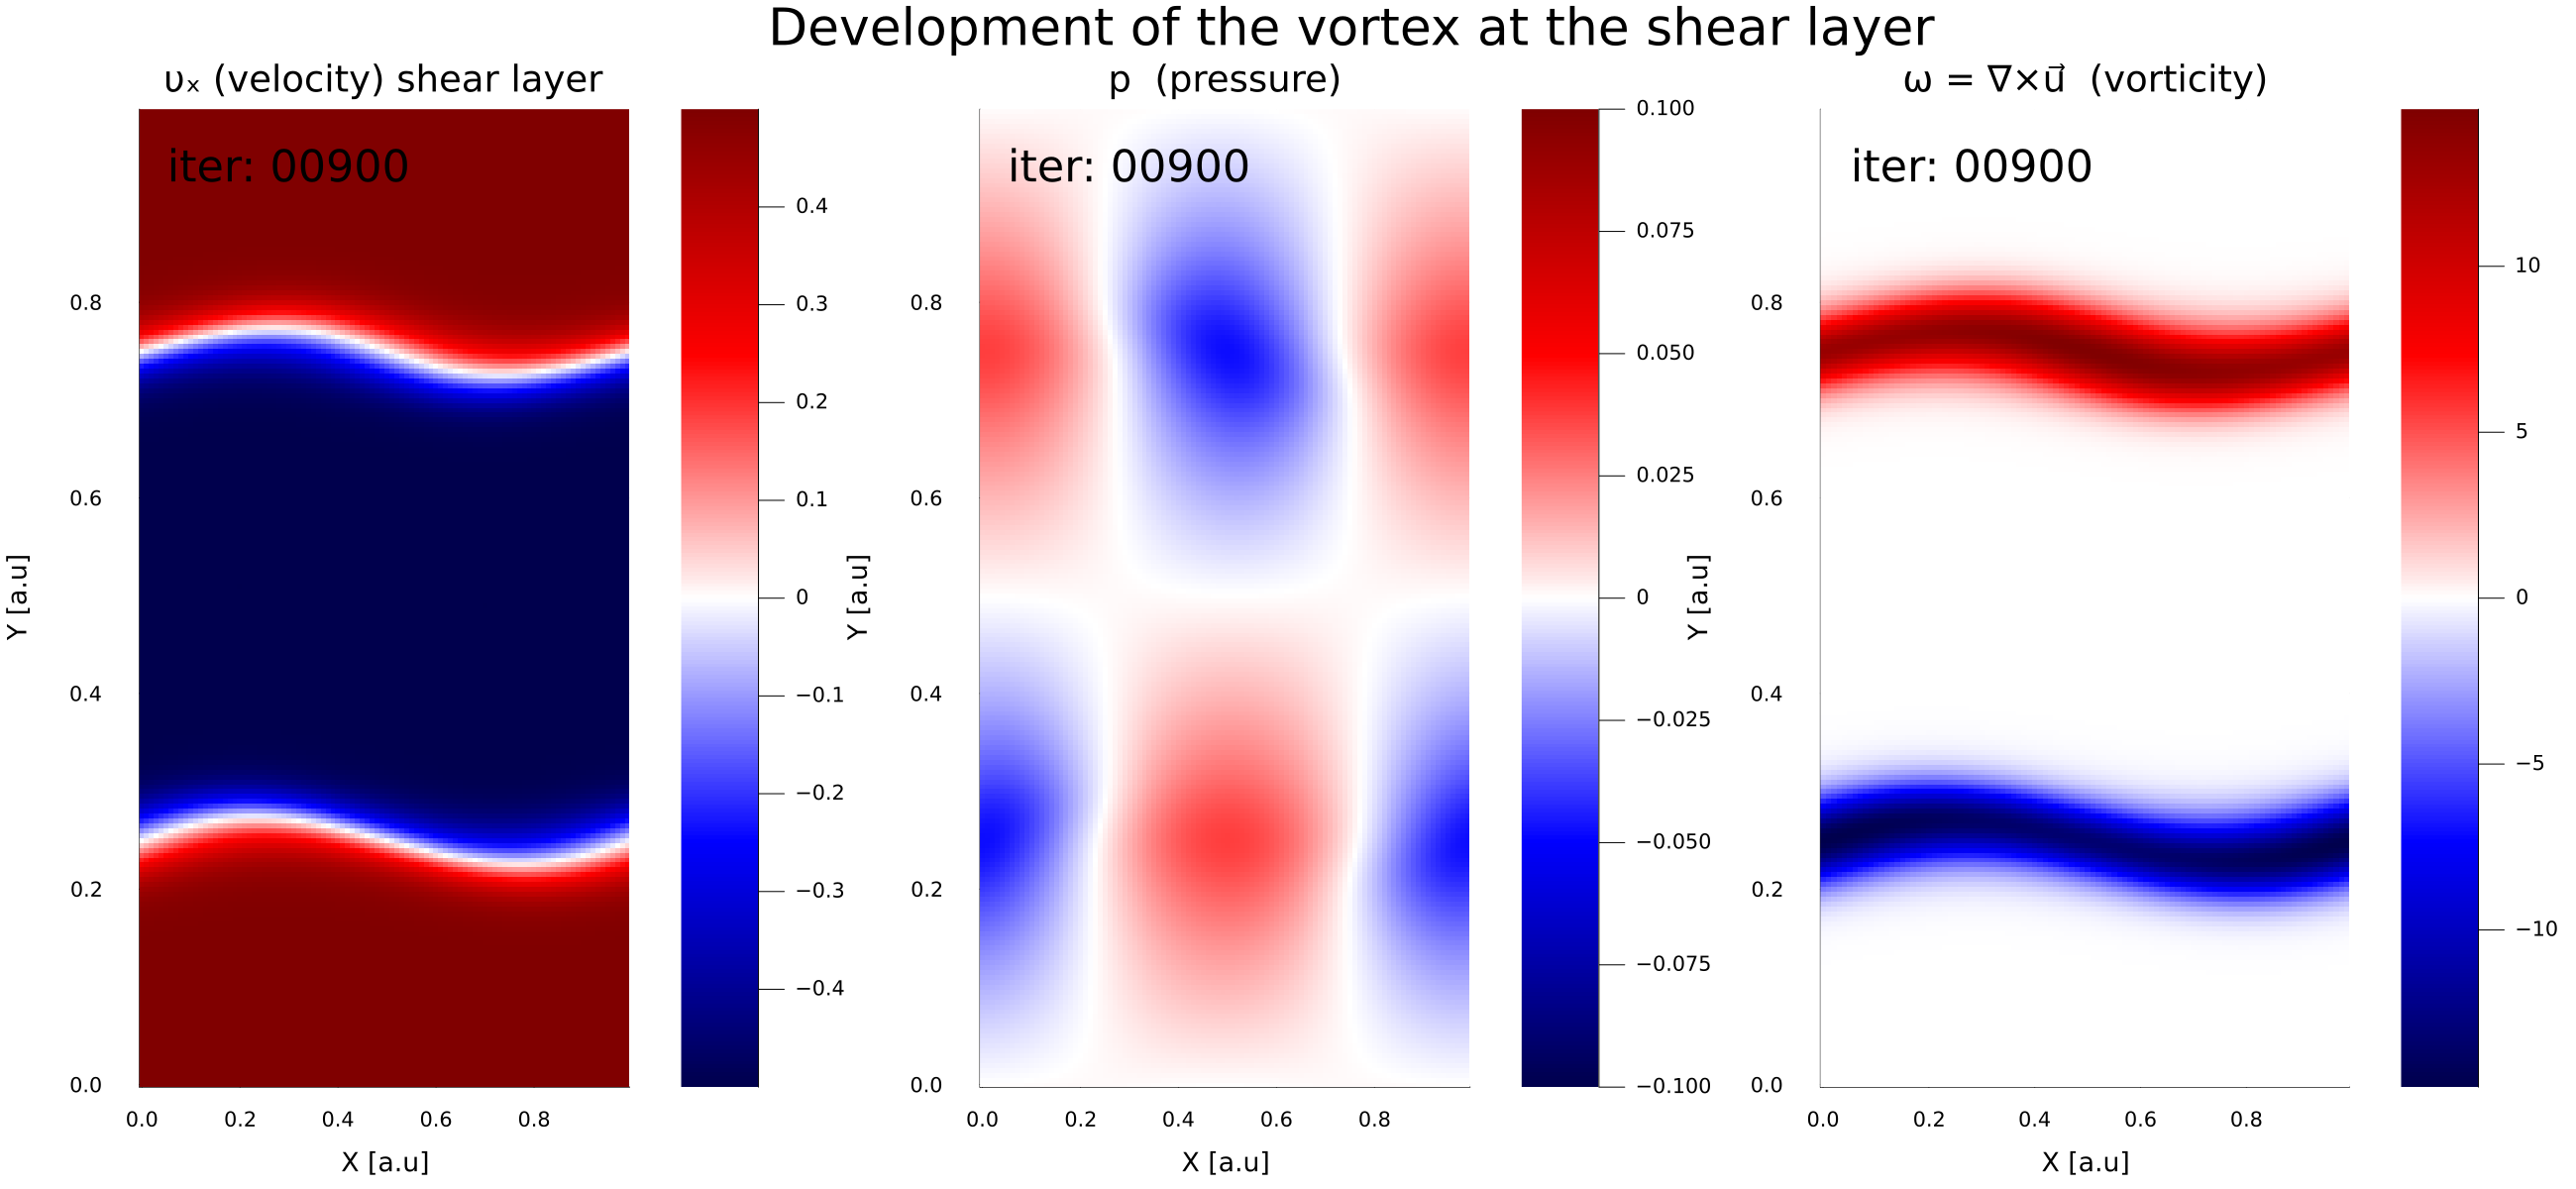 Development of the vortex at the shear layer
υₓ (velocity) shear layer
p (pressure)
ω = ∇×u⃗ (vorticity)
iter: 00900
iter: 00900
iter: 00900
Y [a.u]
0.8
0.6
0.4
0.2
0.0
0.0 0.2 0.4 0.6 0.8
X [a.u]
0.4
0.3
0.2
0.1
0
−0.1
−0.2
−0.3
−0.4
Y [a.u]
0.8
0.6
0.4
0.2
0.0
0.0 0.2 0.4 0.6 0.8
X [a.u]
0.100
0.075
0.050
0.025
0
−0.025
−0.050
−0.075
−0.100
Y [a.u]
0.8
0.6
0.4
0.2
0.0
0.0 0.2 0.4 0.6 0.8
X [a.u]
10
5
0
−5
−10